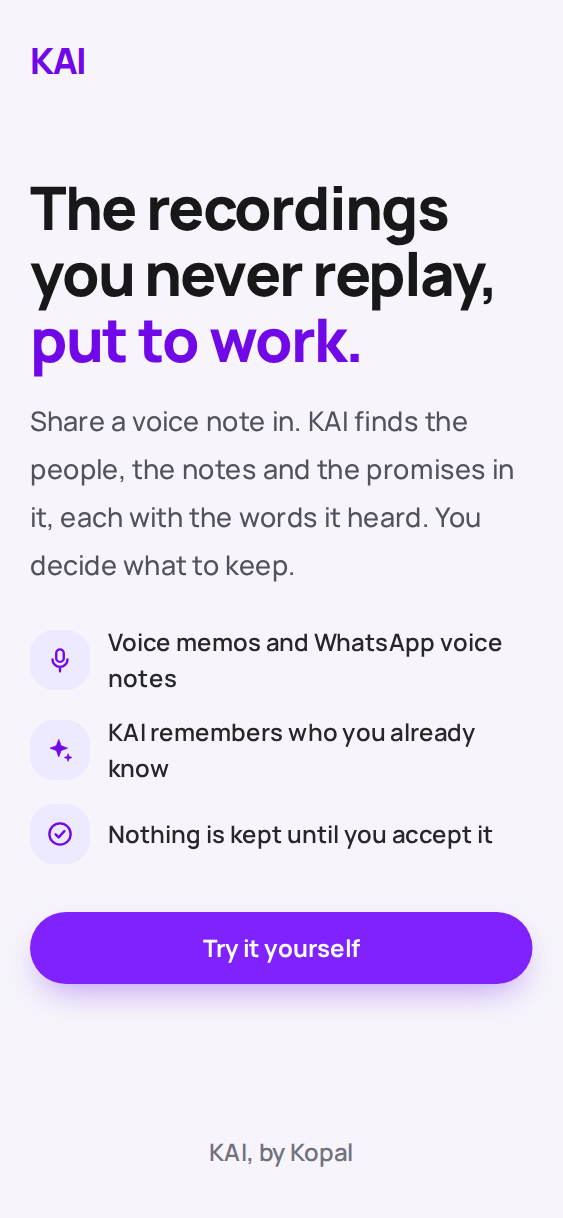 KAI
The recordings
you never replay,
put to work.
Share a voice note in. KAI finds the
people, the notes and the promises in
it, each with the words it heard. You
decide what to keep.
Voice memos and WhatsApp voice
notes
KAI remembers who you already
know
Nothing is kept until you accept it
Try it yourself
KAI, by Kopal